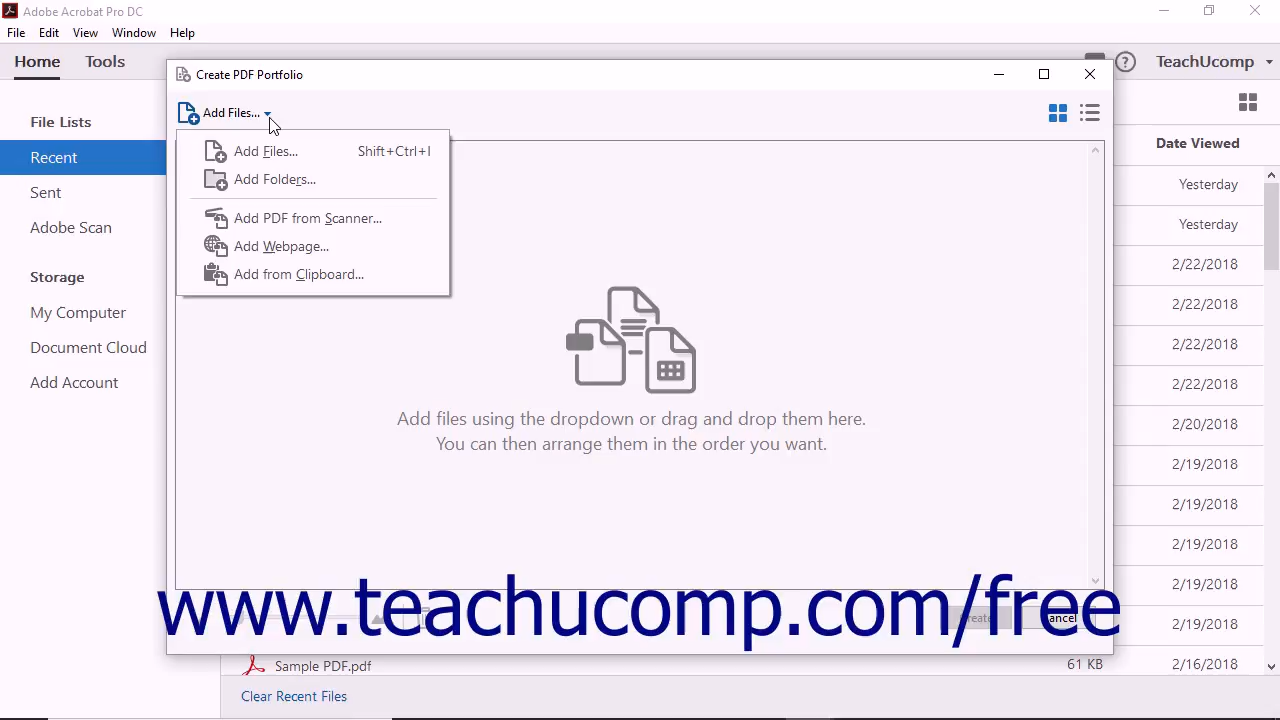 Adobe Acrobat Pro DC
File Edit View Window Help
Home Tools
TeachUcomp
Create PDF Portfolio
Add Files...
Add Files... Shift+Ctrl+I
Add Folders...
Add PDF from Scanner...
Add Webpage...
Add from Clipboard...
File Lists
Recent
Sent
Adobe Scan
Storage
My Computer
Document Cloud
Add Account
Add files using the dropdown or drag and drop them here.
You can then arrange them in the order you want.
Date Viewed
Yesterday
Yesterday
2/22/2018
2/22/2018
2/22/2018
2/22/2018
2/20/2018
2/19/2018
2/19/2018
2/19/2018
2/19/2018
2/19/2018
www.teachucomp.com/free
Create Cancel
Sample PDF.pdf 61 KB 2/16/2018
Clear Recent Files